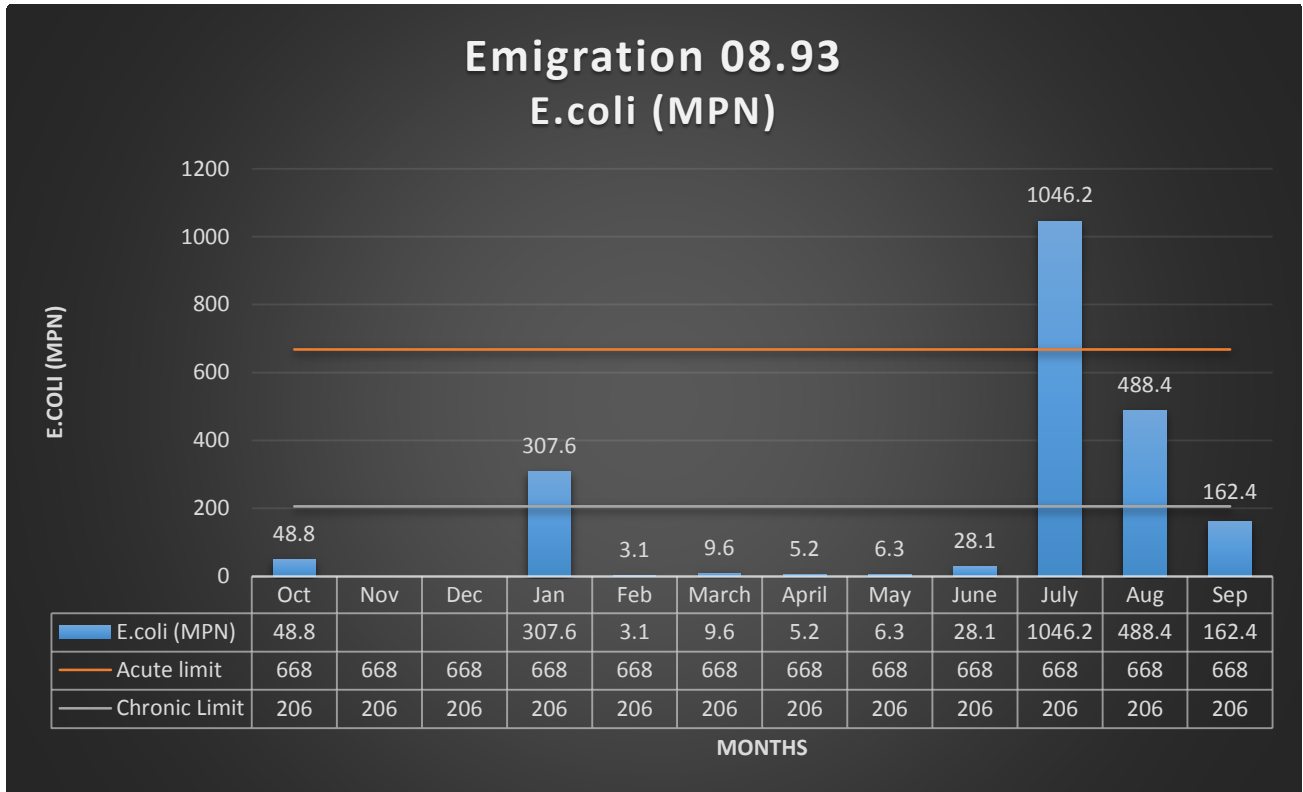 Emigration 08.93
E.coli (MPN)
1200
1000
800
600
400
200
0
E.COLI (MPN)
48.8
307.6
3.1
9.6
5.2
6.3
28.1
1046.2
488.4
162.4
Oct Nov Dec Jan Feb March April May June July Aug Sep
E.coli (MPN) 48.8 307.6 3.1 9.6 5.2 6.3 28.1 1046.2 488.4 162.4
Acute limit 668 668 668 668 668 668 668 668 668 668 668 668
Chronic Limit 206 206 206 206 206 206 206 206 206 206 206 206
MONTHS